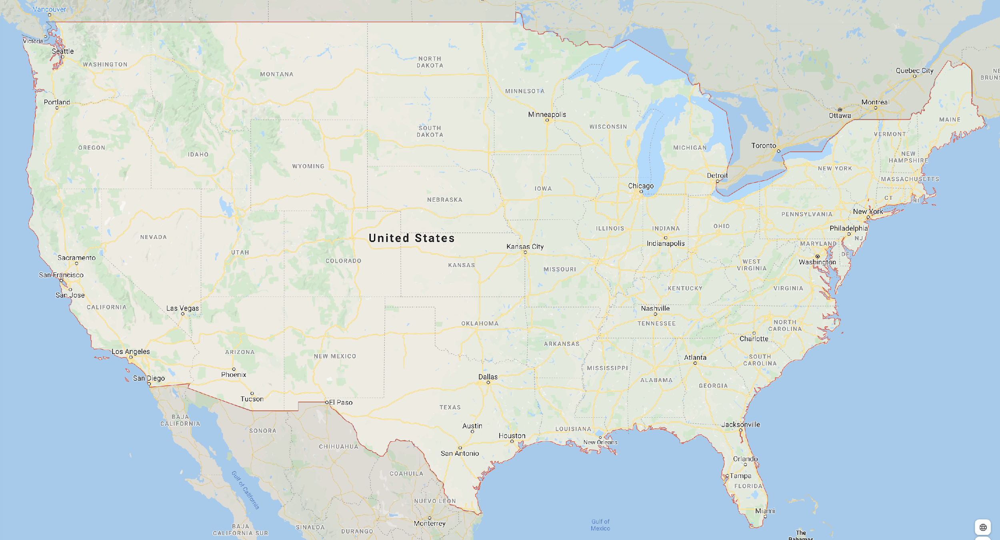 Vancouver
Victoria
Seattle
WASHINGTON
MONTANA
NORTH
DAKOTA
MINNESOTA
Quebec City
NE
BRUNS
Portland
Minneapolis
Montreal
Ottawa
MAINE
SOUTH
DAKOTA
WISCONSIN
VERMONT
OREGON
IDAHO
WYOMING
MICHIGAN
Toronto
NEW
HAMPSHIRE
NEW YORK
Detroit
MASSACHUSETTS
Chicago
IOWA
NEBRASKA
CT
RI
New York
PENNSYLVANIA
ILLINOIS
INDIANA
OHIO
Philadelphia
NEVADA
United States
NJ
Indianapolis
MARYLAND
Kansas City
UTAH
DE
Sacramento
COLORADO
KANSAS
MISSOURI
WEST
VIRGINIA
Washington
San Francisco
KENTUCKY
VIRGINIA
San Jose
CALIFORNIA
Las Vegas
Nashville
OKLAHOMA
TENNESSEE
NORTH
CAROLINA
Charlotte
ARKANSAS
Los Angeles
ARIZONA
NEW MEXICO
Atlanta
SOUTH
CAROLINA
MISSISSIPPI
Phoenix
San Diego
Dallas
ALABAMA
GEORGIA
Tucson
El Paso
TEXAS
BAJA
CALIFORNIA
SONORA
Austin
LOUISIANA
Jacksonville
Houston
New Orleans
CHIHUAHUA
San Antonio
Orlando
COAHUILA
Tampa
Gulf of California
FLORIDA
NUEVO LEON
Miami
Monterrey
Gulf of
Mexico
BAJA
CALIFORNIA SUR
SINALOA
DURANGO
The
Bahamas